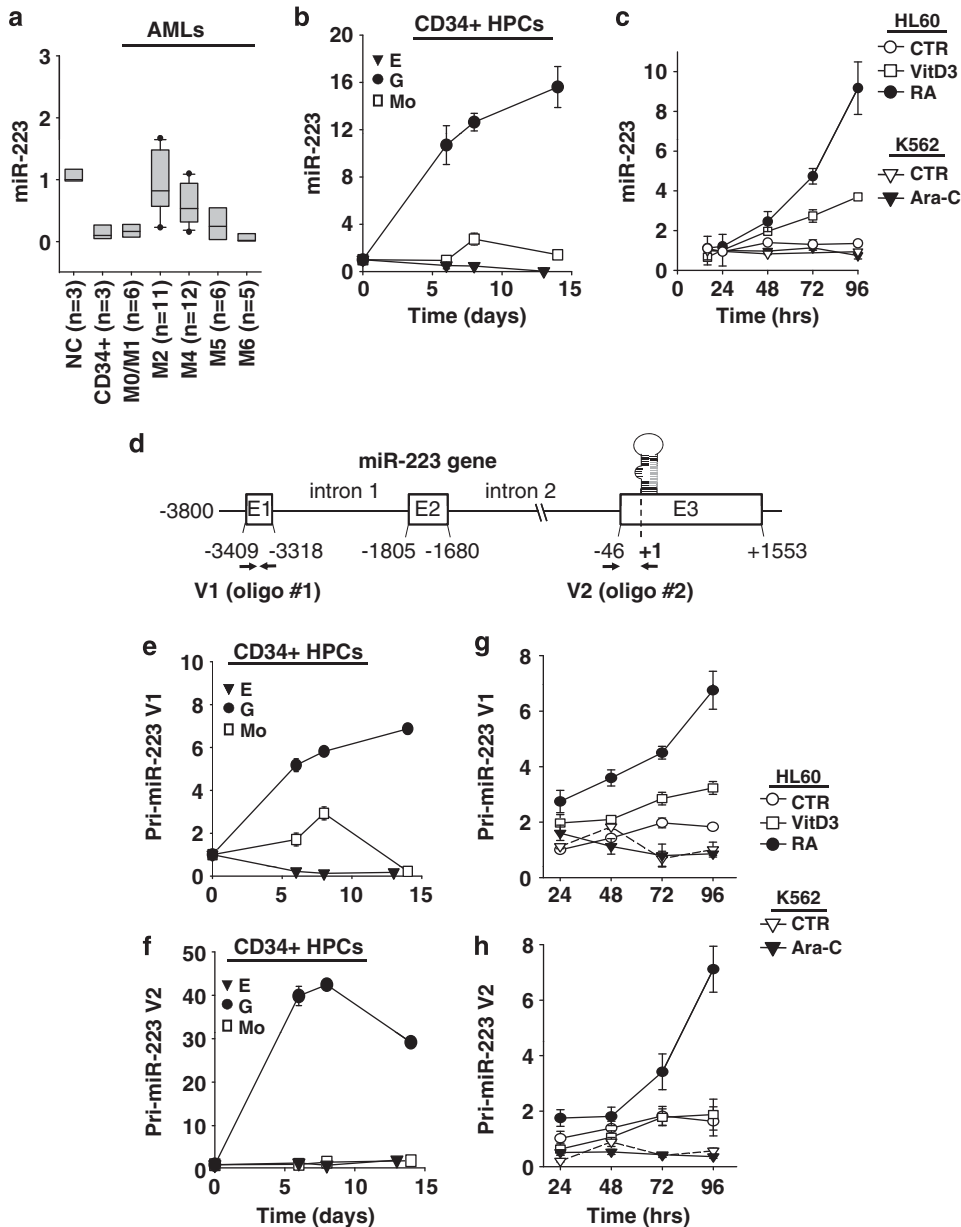 a
AMLs
miR-223
3
2
1
0
NC (n=3)
CD34+ (n=3)
M0/M1 (n=6)
M2 (n=11)
M4 (n=12)
M5 (n=6)
M6 (n=5)
b
CD34+ HPCs
E
G
Mo
miR-223
20
16
12
8
4
0
0 5 10 15
Time (days)
c
miR-223
10
8
6
4
2
0
0 24 48 72 96
Time (hrs)
HL60
CTR
VitD3
RA
K562
CTR
Ara-C
d
miR-223 gene
intron 1
intron 2
-3800
E1
E2
E3
-3409
-3318
-1805
-1680
-46
+1
+1553
V1 (oligo #1)
V2 (oligo #2)
e
CD34+ HPCs
E
G
Mo
Pri-miR-223 V1
10
8
6
4
2
0
0 5 10 15
g
Pri-miR-223 V1
8
6
4
2
0
24 48 72 96
HL60
CTR
VitD3
RA
K562
CTR
Ara-C
f
CD34+ HPCs
E
G
Mo
Pri-miR-223 V2
50
40
30
20
10
0
0 5 10 15
Time (days)
h
Pri-miR-223 V2
8
6
4
2
0
24 48 72 96
Time (hrs)